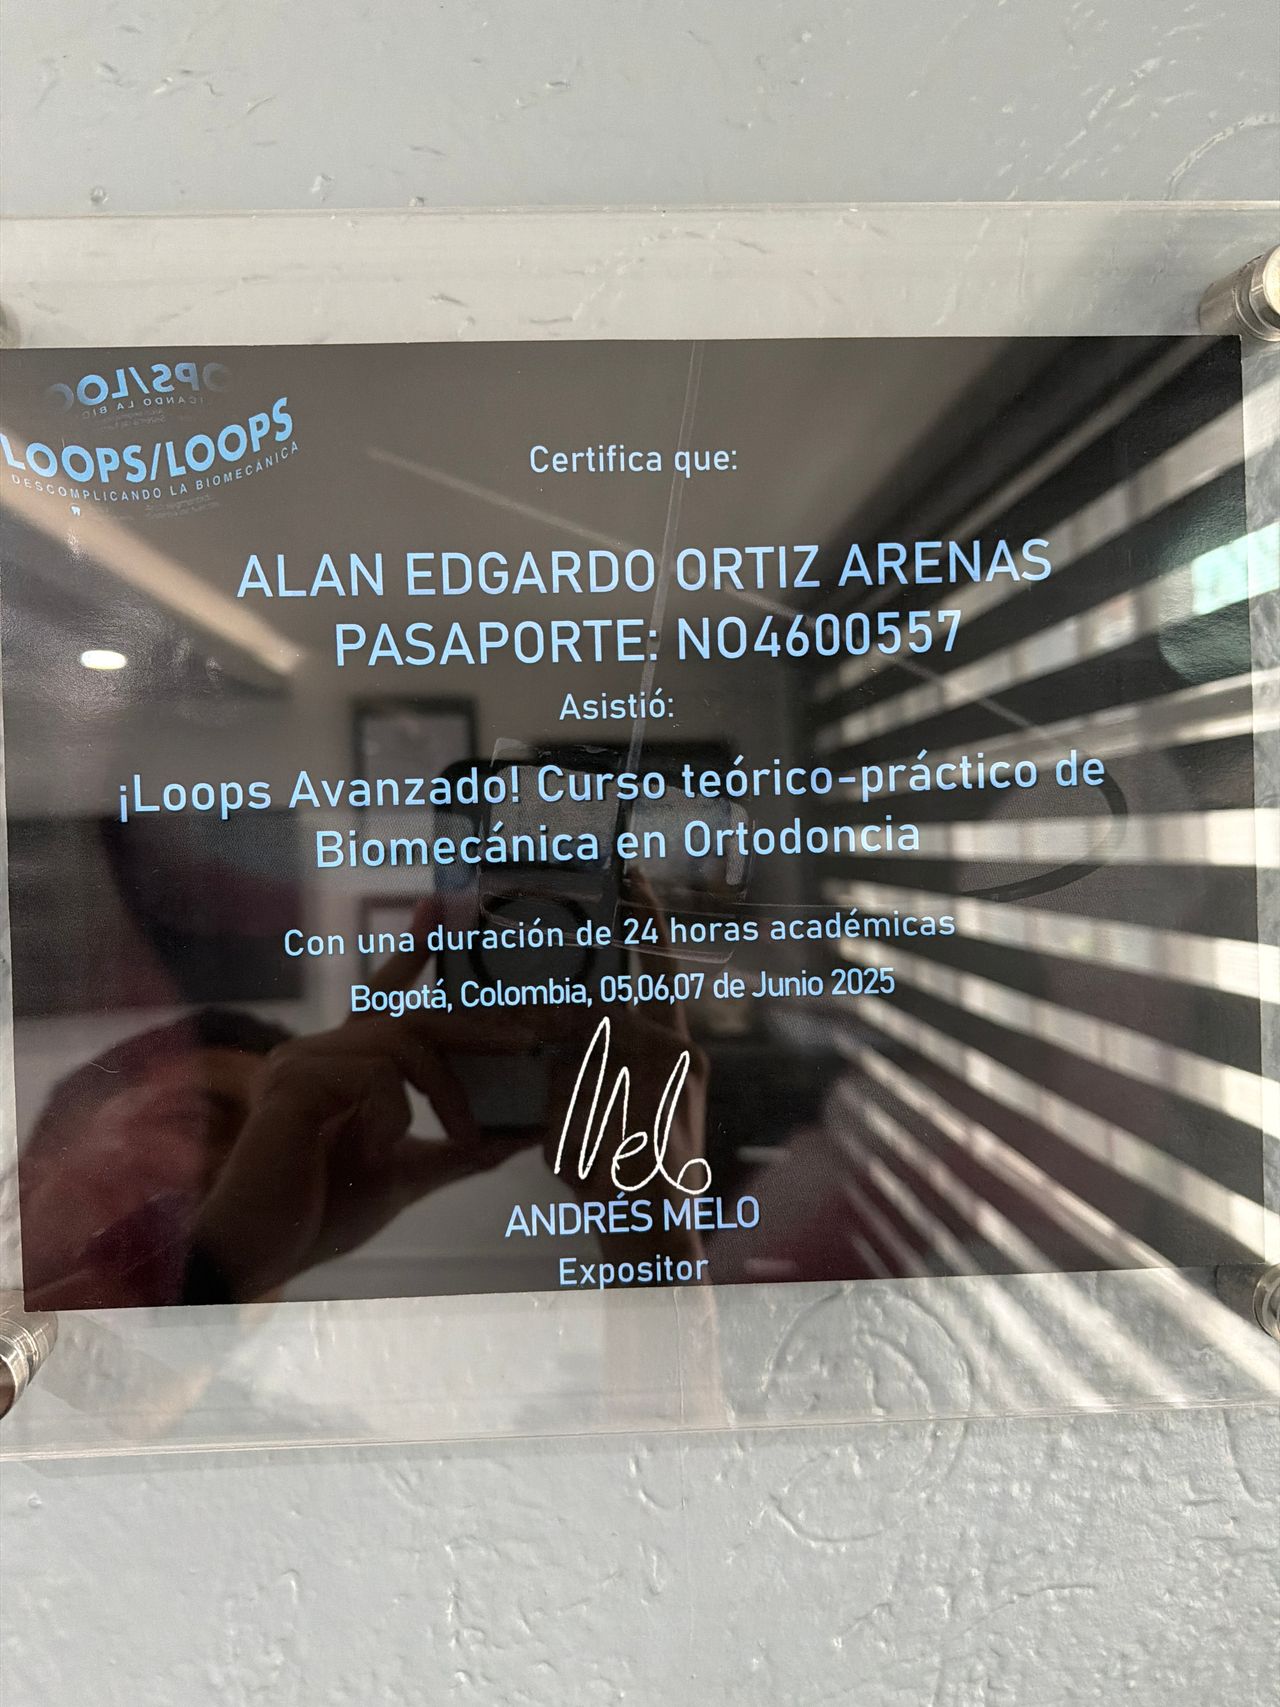 LOOPS/LOOPS
DESCOMPLICANDO LA BIOMECÁNICA
Certifica que:
ALAN EDGARDO ORTIZ ARENAS
PASAPORTE: NO4600557
Asistió:
¡Loops Avanzado! Curso teórico-práctico de
Biomecánica en Ortodoncia
Con una duración de 24 horas académicas
Bogotá, Colombia, 05,06,07 de Junio 2025
Melo
ANDRÉS MELO
Expositor